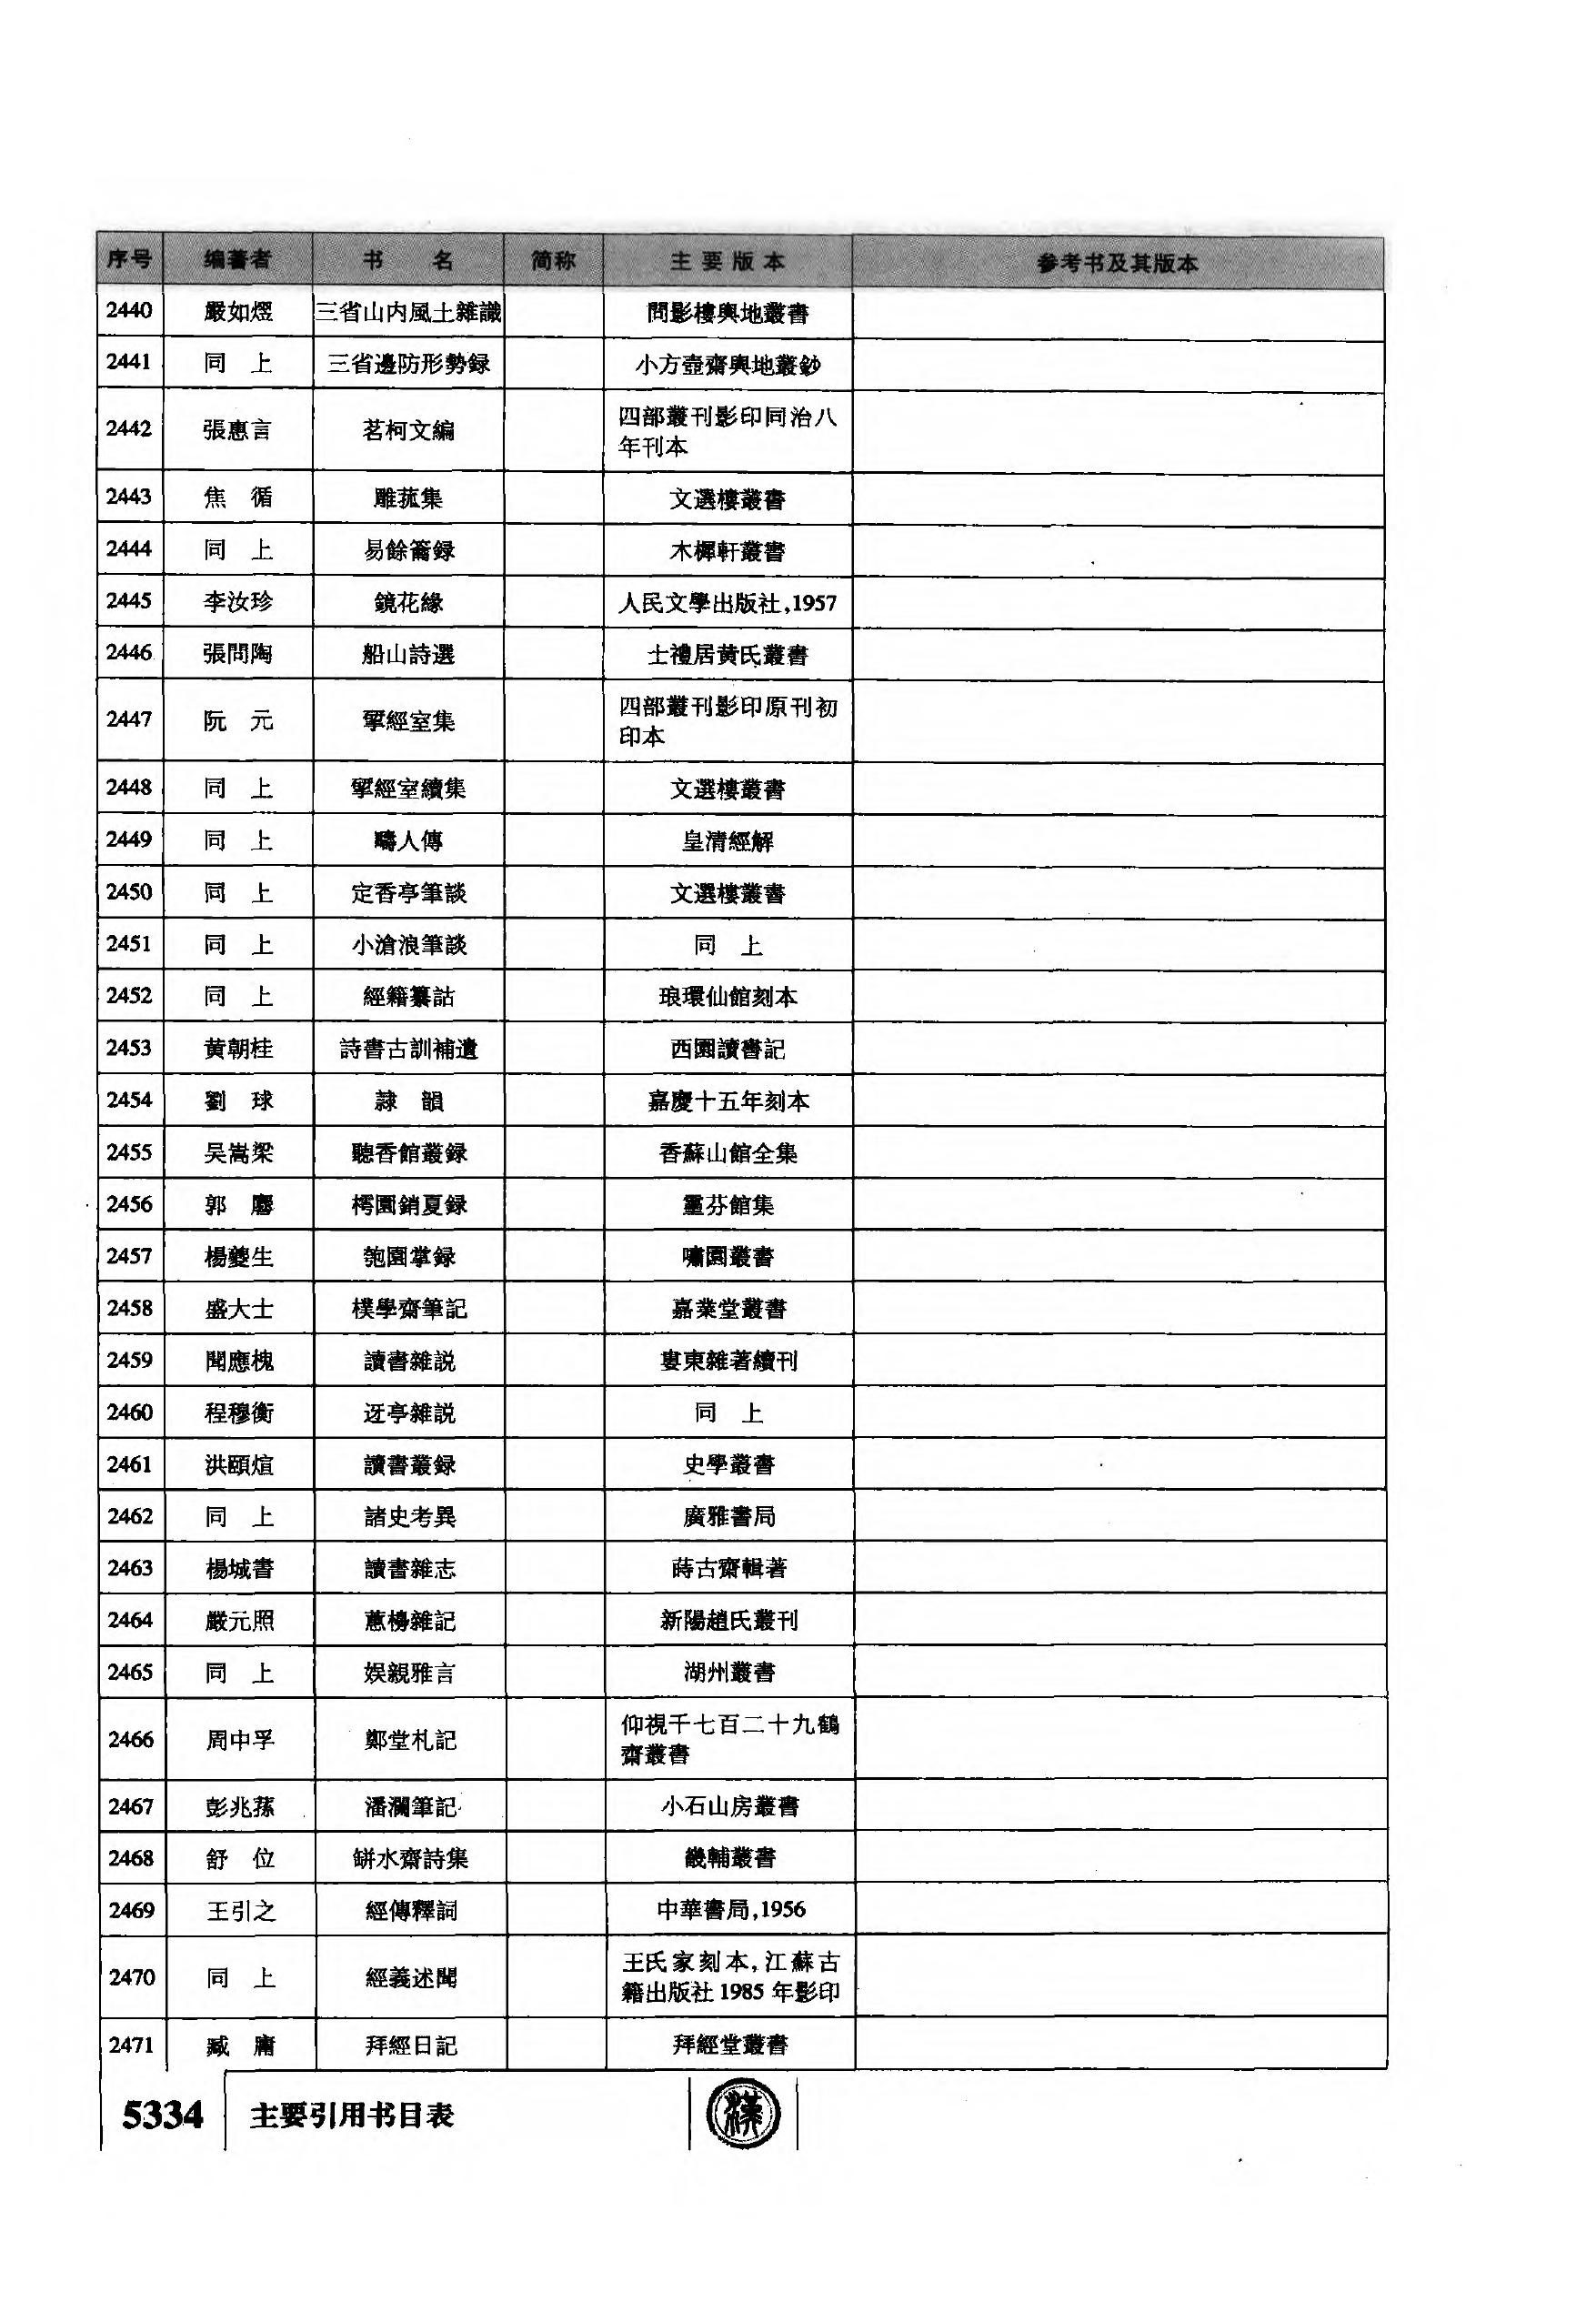 序号 编著者 书 名 简称 主要版本 参考书及其版本
2440 嚴如熤 三省山内風土雜識 問影樓輿地叢書
2441 同 上 三省邊防形勢録 小方壺齋輿地叢鈔
2442 張惠言 茗柯文編 四部叢刊影印同治八
年刊本
2443 焦 循 雕菰集 文選樓叢書
2444 同 上 易餘籥録 木樨軒叢書
2445 李汝珍 鏡花緣 人民文學出版社,1957
2446 張問陶 船山詩選 士禮居黄氏叢書
2447 阮 元 揅經室集 四部叢刊影印原刊初
印本
2448 同 上 揅經室續集 文選樓叢書
2449 同 上 疇人傳 皇清經解
2450 同 上 定香亭筆談 文選樓叢書
2451 同 上 小滄浪筆談 同 上
2452 同 上 經籍纂詁 琅環仙館刻本
2453 黄朝桂 詩書古訓補遺 西園讀書記
2454 劉 球 隸 韻 嘉慶十五年刻本
2455 吴嵩梁 聽香館叢録 香蘇山館全集
2456 郭 麐 樗園銷夏録 靈芬館集
2457 楊夔生 匏園掌録 嘯園叢書
2458 盛大士 樸學齋筆記 嘉業堂叢書
2459 聞應槐 讀書雜説 婁東雜著續刊
2460 程穆衡 迓亭雜説 同 上
2461 洪頤煊 讀書叢録 史學叢書
2462 同 上 諸史考異 廣雅書局
2463 楊城書 讀書雜志 蒔古齋輯著
2464 嚴元照 蕙櫋雜記 新陽趙氏叢刊
2465 同 上 娱親雅言 湖州叢書
2466 周中孚 鄭堂札記 仰視千七百二十九鶴
齋叢書
2467 彭兆蓀 潘瀾筆記 小石山房叢書
2468 舒 位 缾水齋詩集 畿輔叢書
2469 王引之 經傳釋詞 中華書局,1956
2470 同 上 經義述聞 王氏家刻本,江蘇古
籍出版社1985年影印
2471 臧 庸 拜經日記 拜經堂叢書
5334 主要引用书目表 漢